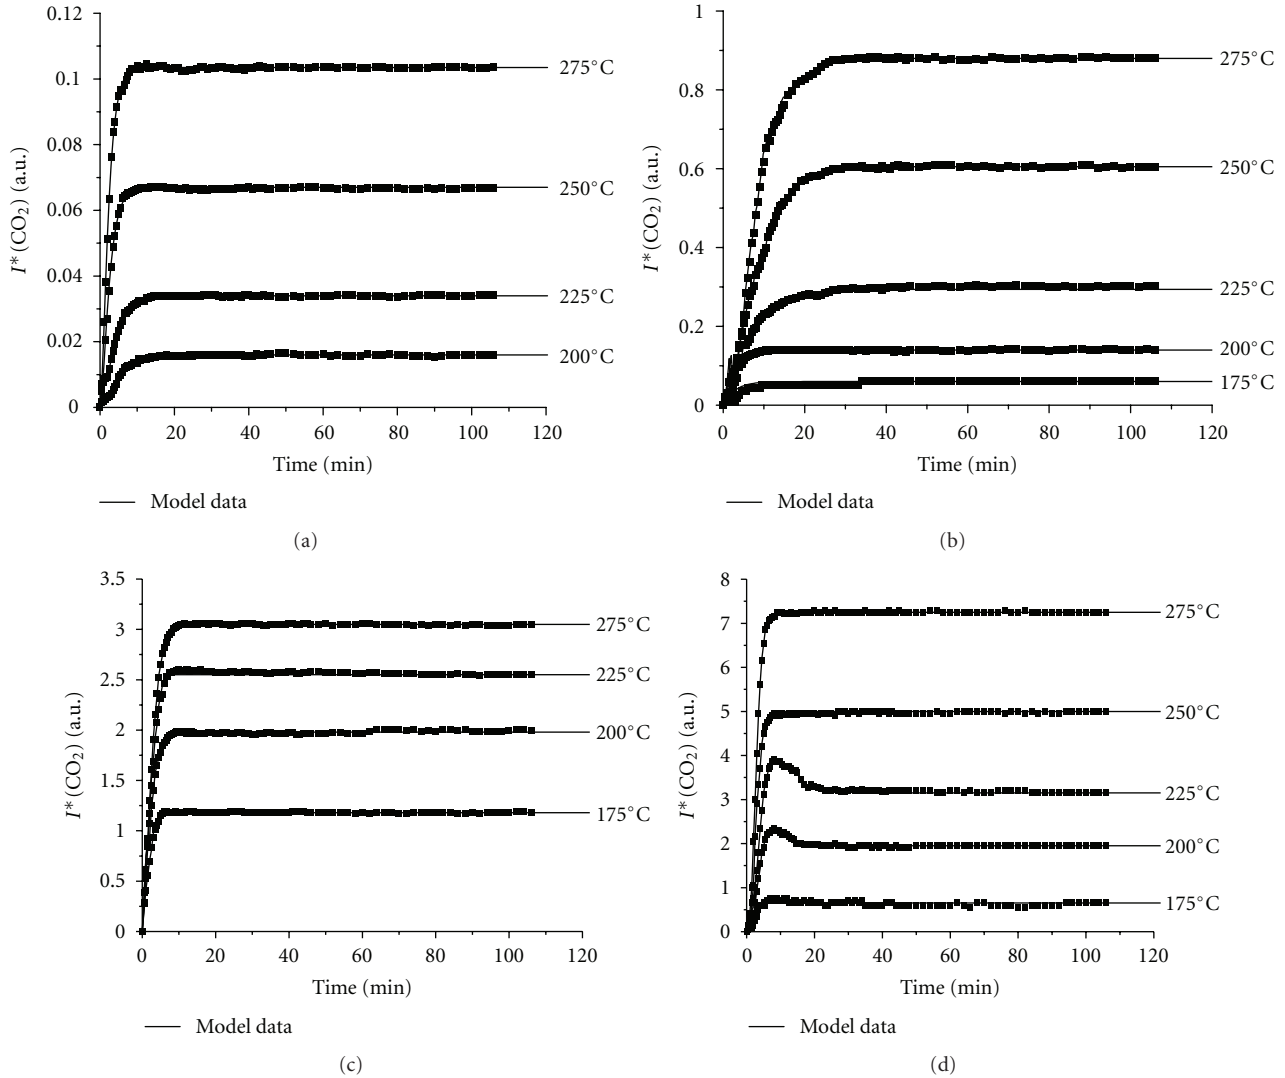 0.12
0.1
0.08
0.06
0.04
0.02
0
I* (CO2) (a.u.)
275°C
250°C
225°C
200°C
0 20 40 60 80 100 120
Time (min)
Model data
(a)
1
0.8
0.6
0.4
0.2
0
I* (CO2) (a.u.)
275°C
250°C
225°C
200°C
175°C
0 20 40 60 80 100 120
Time (min)
Model data
(b)
3.5
3
2.5
2
1.5
1
0.5
0
I* (CO2) (a.u.)
275°C
225°C
200°C
175°C
0 20 40 60 80 100 120
Time (min)
Model data
(c)
8
7
6
5
4
3
2
1
0
I* (CO2) (a.u.)
275°C
250°C
225°C
200°C
175°C
0 20 40 60 80 100 120
Time (min)
Model data
(d)